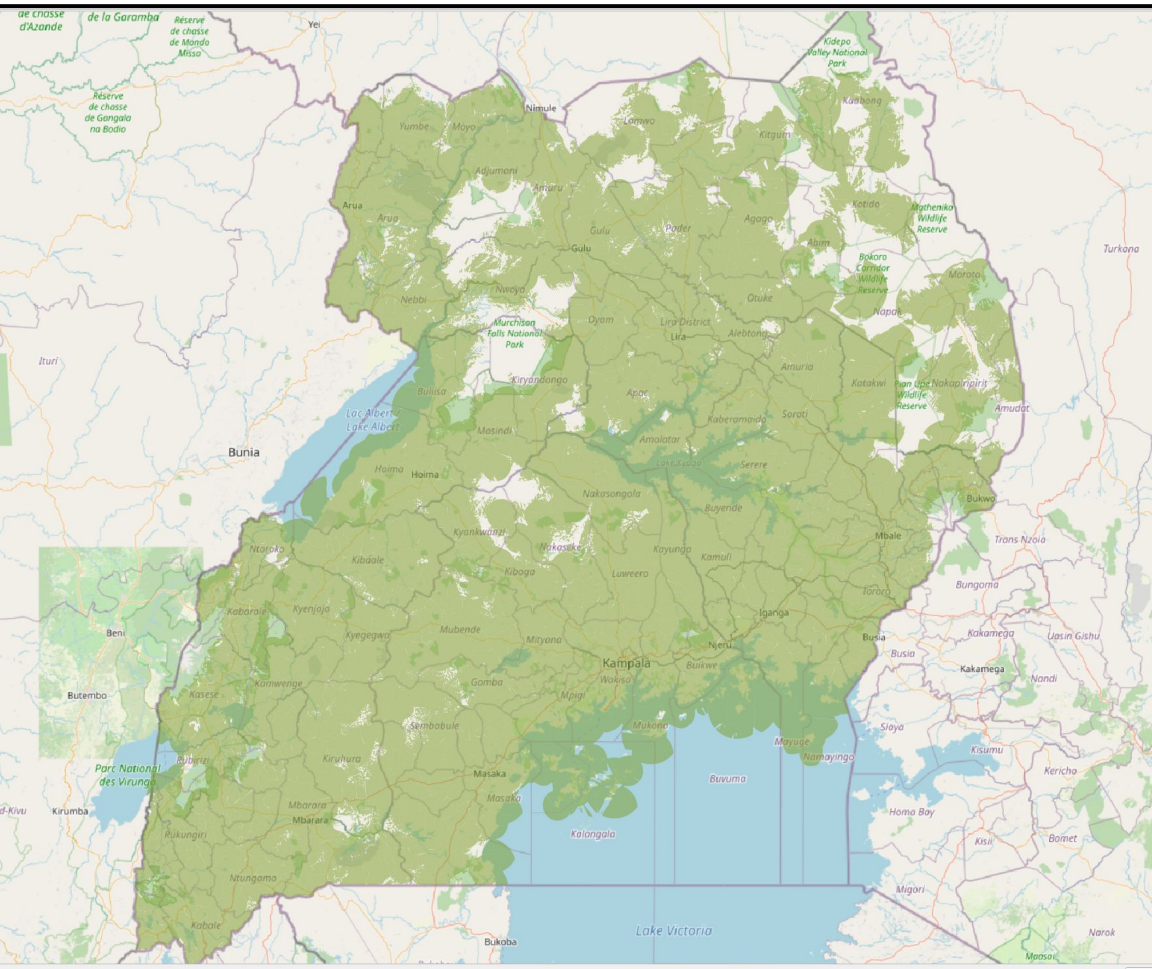 de chasse
d'Azande
de la Garamba
Réserve
de chasse
de Mondo
Missa
Yei
Kidepo
Valley National
Park
Réserve
de chasse
de Gangala
na Bodio
Nimule
Kaabong
Yumbe
Moyo
Lamwo
Kitgum
Adjumani
Amuru
Arua
Arua
Gulu
Gulu
Pader
Agago
Kotido
Matheniko
Wildlife
Reserve
Abim
Turkana
Bokoro
Corridor
Wildlife
Reserve
Moroto
Nebbi
Nwoya
Otuke
Napak
Murchison
Falls National
Park
Oyam
Lira District
Lira
Alebtong
Ituri
Kiryandongo
Amuria
Katakwi
Pian Upe
Wildlife
Reserve
Nakapiripirit
Buliisa
Apac
Amudat
Lac Albert /
Lake Albert
Kaberamaido
Soroti
Masindi
Amolatar
Bunia
Hoima
Hoima
Serere
Nakasongola
Buyende
Bukwo
Kyankwanzi
Nakaseke
Mbale
Trans Nzoia
Ntoroko
Kibaale
Kiboga
Kayunga
Kamuli
Luweero
Bungoma
Tororo
Kabarole
Kyenjojo
Iganga
Beni
Kyegegwa
Mubende
Mityana
Njeru
Busia
Busia
Kakamega
Uasin Gishu
Kampala
Wakiso
Buikwe
Kakamega
Nandi
Butembo
Kasese
Kamwenge
Gomba
Mpigi
Sembabule
Mukono
Siaya
Mayuge
Namayingo
Kisumu
Rubirizi
Kiruhura
Parc National
des Virunga
Masaka
Buvuma
Kericho
Masaka
Kirumba
Mbarara
Mbarara
Homa Bay
Kalangala
Rukungiri
Kisii
Bomet
Ntungamo
Migori
Kabale
Bukoba
Lake Victoria
Narok
Maasai